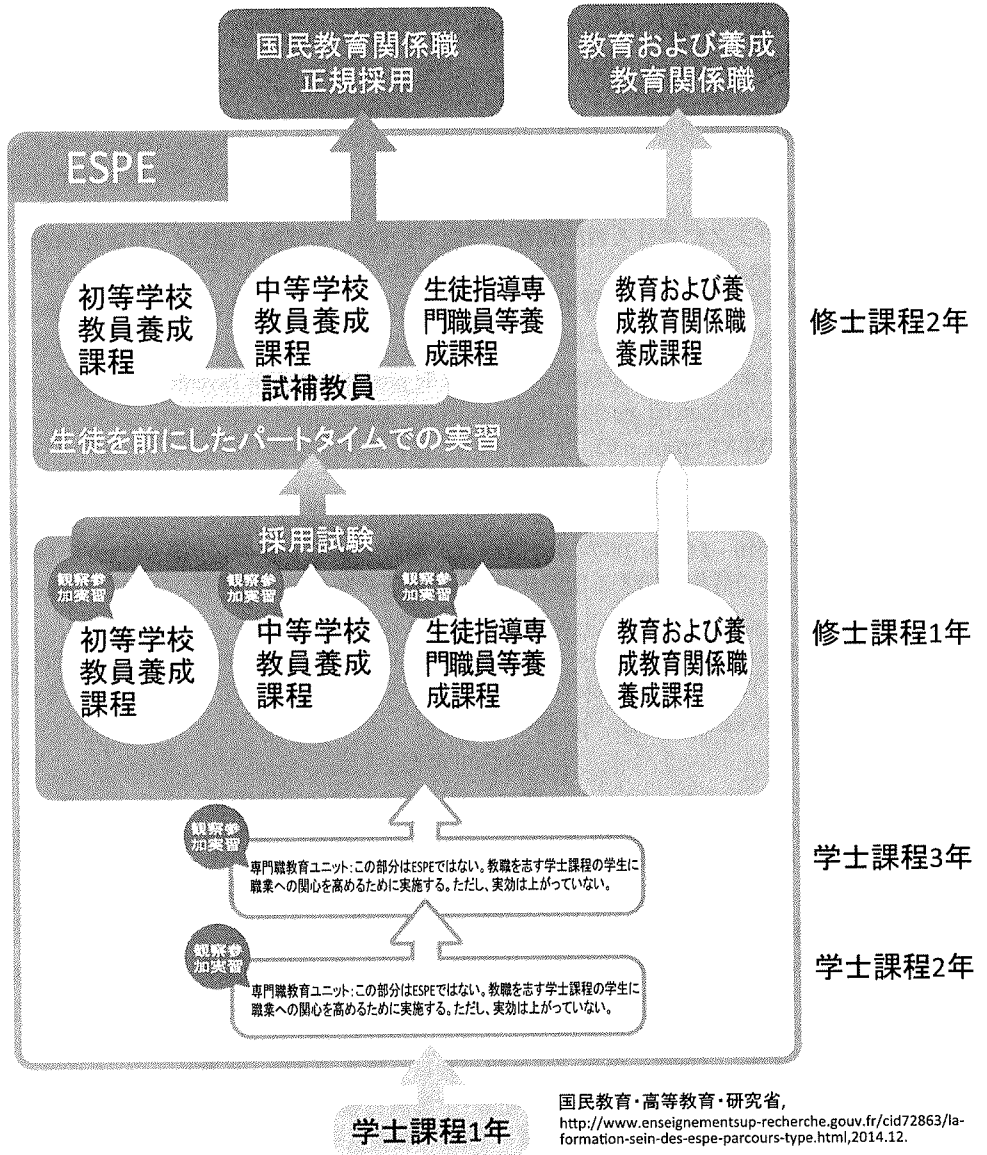 国民教育関係職
正規採用
教育および養成
教育関係職
ESPE
初等学校
教員養成
課程
中等学校
教員養成
課程
生徒指導専
門職員等養
成課程
教育および養
成教育関係職
養成課程
修士課程2年
試補教員
生徒を前にしたパートタイムでの実習
採用試験
観察参
加実習
観察参
加実習
観察参
加実習
初等学校
教員養成
課程
中等学校
教員養成
課程
生徒指導専
門職員等養
成課程
教育および養
成教育関係職
養成課程
修士課程1年
観察参
加実習
専門職教育ユニット:この部分はESPEではない。教職を志す学士課程の学生に
職業への関心を高めるために実施する。ただし、実効は上がっていない。
学士課程3年
観察参
加実習
専門職教育ユニット:この部分はESPEではない。教職を志す学士課程の学生に
職業への関心を高めるために実施する。ただし、実効は上がっていない。
学士課程2年
学士課程1年
国民教育・高等教育・研究省,
http://www.enseignementsup-recherche.gouv.fr/cid72863/la-
formation-sein-des-espe-parcours-type.html,2014.12.